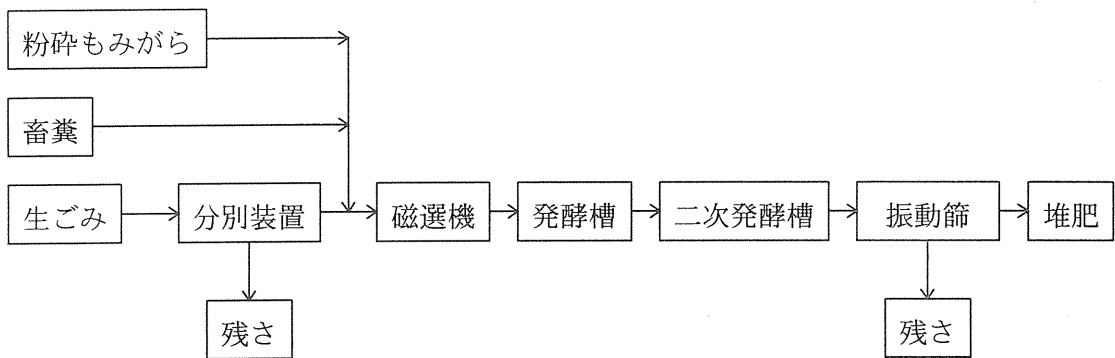 粉砕もみがら
畜糞
生ごみ
分別装置
磁選機
発酵槽
二次発酵槽
振動篩
堆肥
残さ
残さ